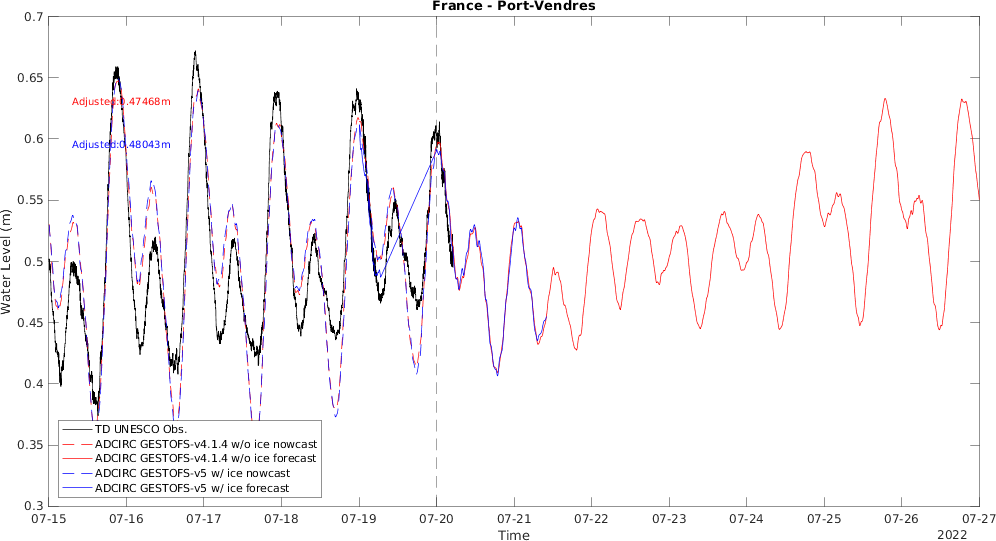 France - Port-Vendres
Water Level (m)
0.7
0.65
0.6
0.55
0.5
0.45
0.4
0.35
0.3
Adjusted:0.47468m
Adjusted:0.48043m
TD UNESCO Obs.
ADCIRC GESTOFS-v4.1.4 w/o ice nowcast
ADCIRC GESTOFS-v4.1.4 w/o ice forecast
ADCIRC GESTOFS-v5 w/ ice nowcast
ADCIRC GESTOFS-v5 w/ ice forecast
07-15 07-16 07-17 07-18 07-19 07-20 07-21 07-22 07-23 07-24 07-25 07-26 07-27
Time
2022